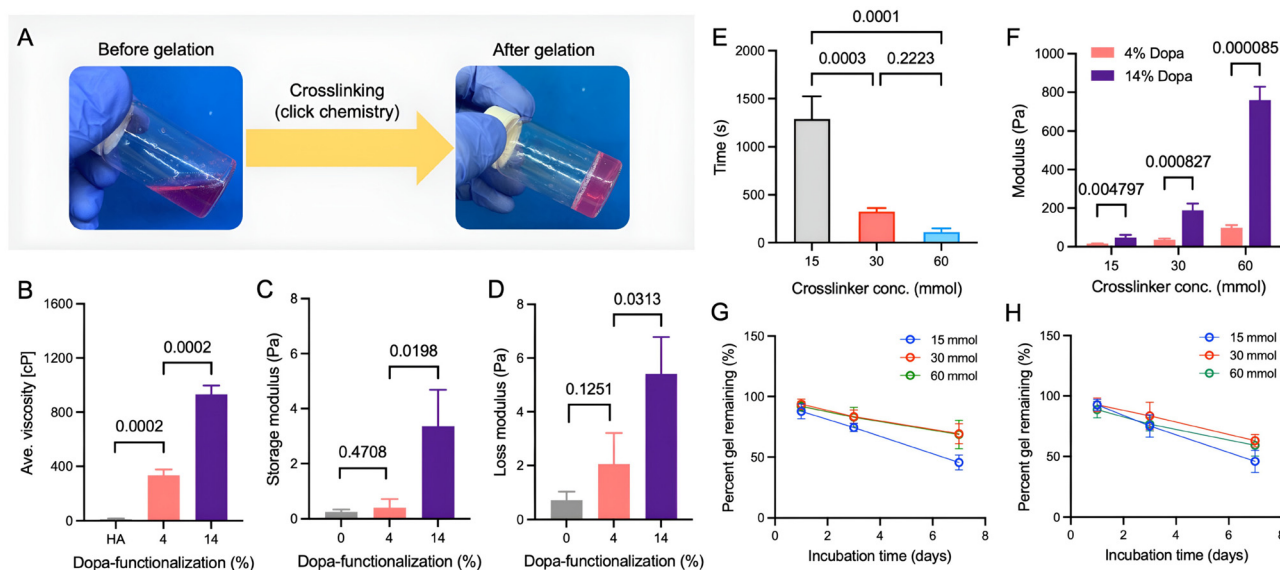 A
Before gelation
Crosslinking
(click chemistry)
After gelation
B
1600
1200
800
400
0
Ave. viscosity [cP]
0.0002
0.0002
HA
4
14
Dopa-functionalization (%)
C
8
6
4
2
0
Storage modulus (Pa)
0.4708
0.0198
0
4
14
Dopa-functionalization (%)
D
8
6
4
2
0
Loss modulus (Pa)
0.1251
0.0313
0
4
14
Dopa-functionalization (%)
E
2000
1500
1000
500
0
Time (s)
0.0001
0.0003
0.2223
15
30
60
Crosslinker conc. (mmol)
F
1000
800
600
400
200
0
Modulus (Pa)
4% Dopa
14% Dopa
0.004797
0.000827
0.000085
15
30
60
Crosslinker conc. (mmol)
G
150
100
50
0
Percent gel remaining (%)
15 mmol
30 mmol
60 mmol
0
2
4
6
8
Incubation time (days)
H
150
100
50
0
Percent gel remaining (%)
15 mmol
30 mmol
60 mmol
0
2
4
6
8
Incubation time (days)